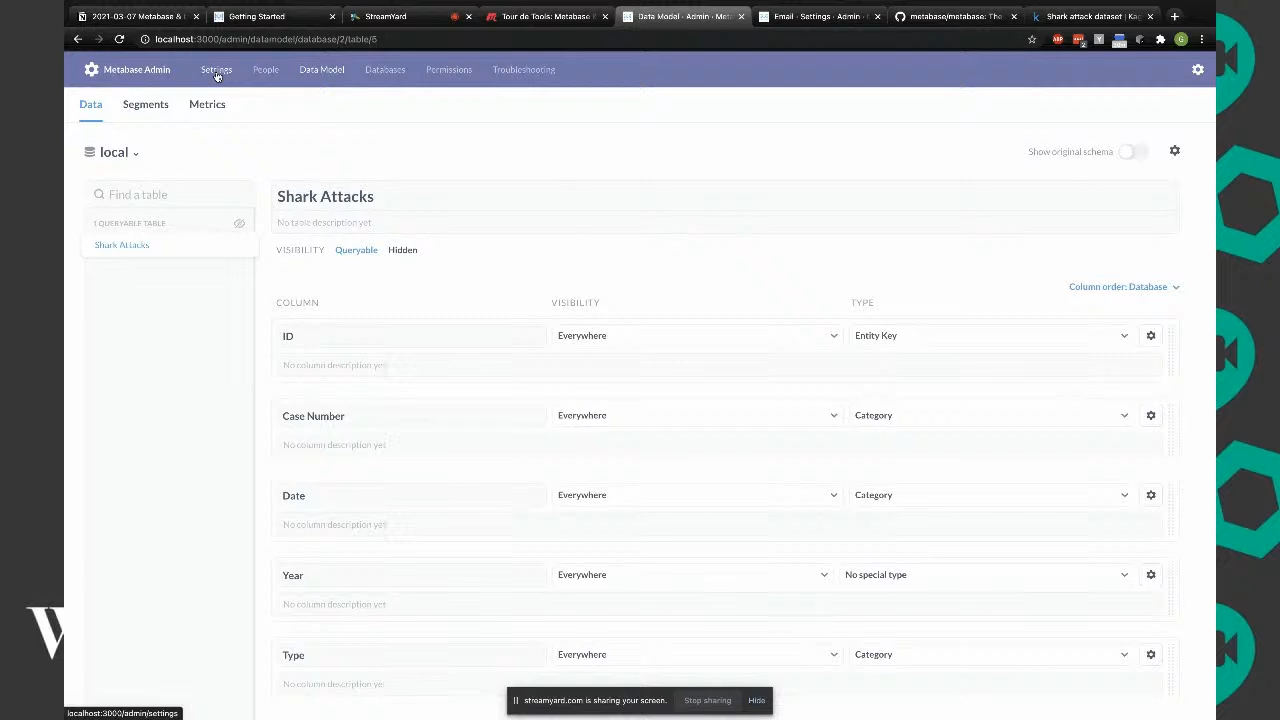 2021-03-07 Metabase & I
Getting Started
StreamYard
Tour de Tools: Metabase
Data Model · Admin · Met
Email · Settings · Admin ·
metabase/metabase: The
Shark attack dataset | Kag
localhost:3000/admin/datamodel/database/2/table/5
ABP
G
Metabase Admin
Settings
People
Data Model
Databases
Permissions
Troubleshooting
Data
Segments
Metrics
local
Show original schema
Find a table
1 QUERYABLE TABLE
Shark Attacks
Shark Attacks
No table description yet
VISIBILITY Queryable Hidden
Column order: Database
COLUMN VISIBILITY TYPE
ID Everywhere Entity Key
No column description yet
Case Number Everywhere Category
No column description yet
Date Everywhere Category
No column description yet
Year Everywhere No special type
No column description yet
Type Everywhere Category
No column description yet
streamyard.com is sharing your screen. Stop sharing Hide
localhost:3000/admin/settings
W